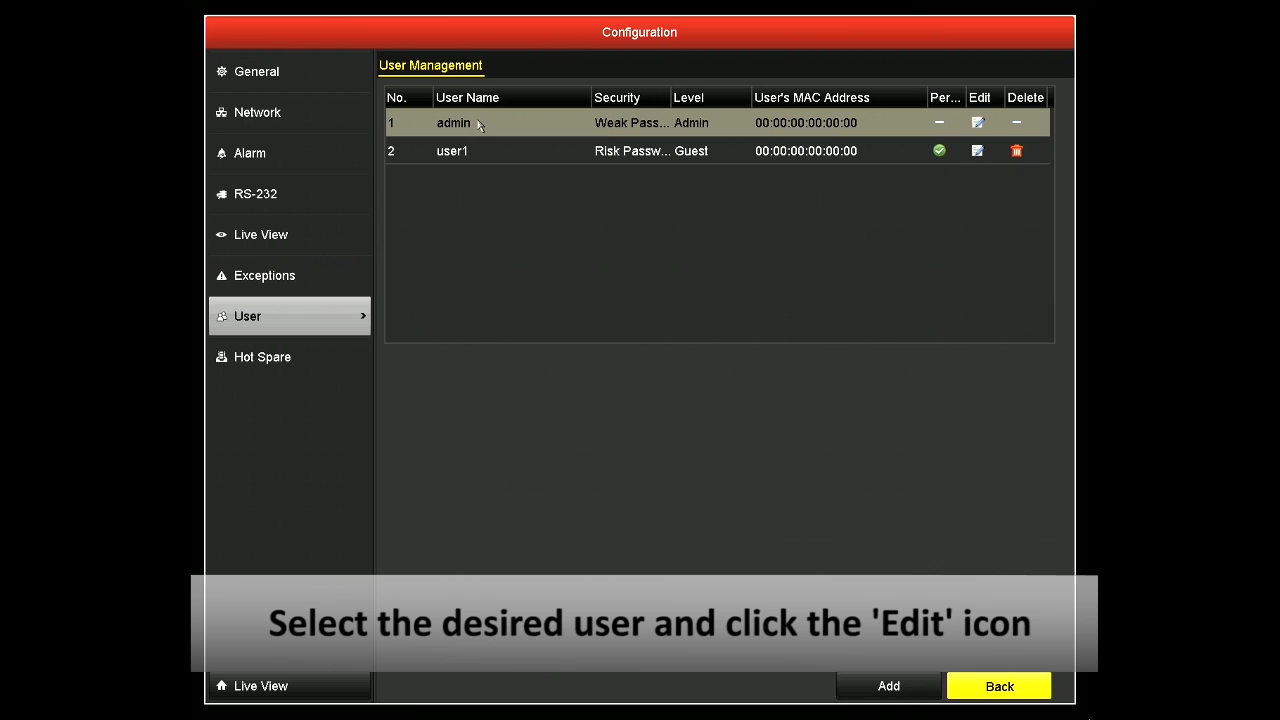 Configuration
General
Network
Alarm
RS-232
Live View
Exceptions
User
Hot Spare
Live View
User Management
No. User Name Security Level User's MAC Address Per... Edit Delete
1 admin Weak Pass... Admin 00:00:00:00:00:00
2 user1 Risk Passw... Guest 00:00:00:00:00:00
Select the desired user and click the 'Edit' icon
Add Back